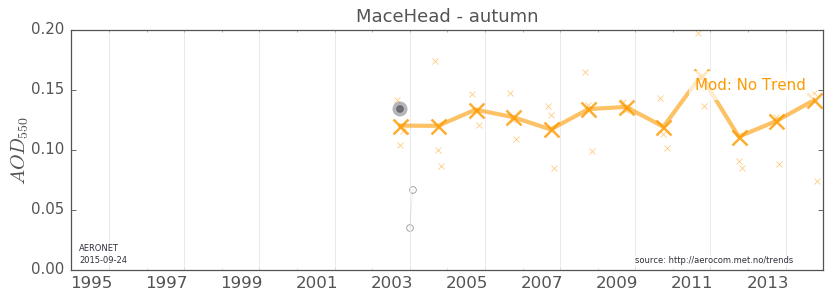 MaceHead - autumn
0.20
0.15
0.10
0.05
0.00
AOD550
Mod: No Trend
AERONET
2015-09-24
source: http://aerocom.met.no/trends
1995 1997 1999 2001 2003 2005 2007 2009 2011 2013